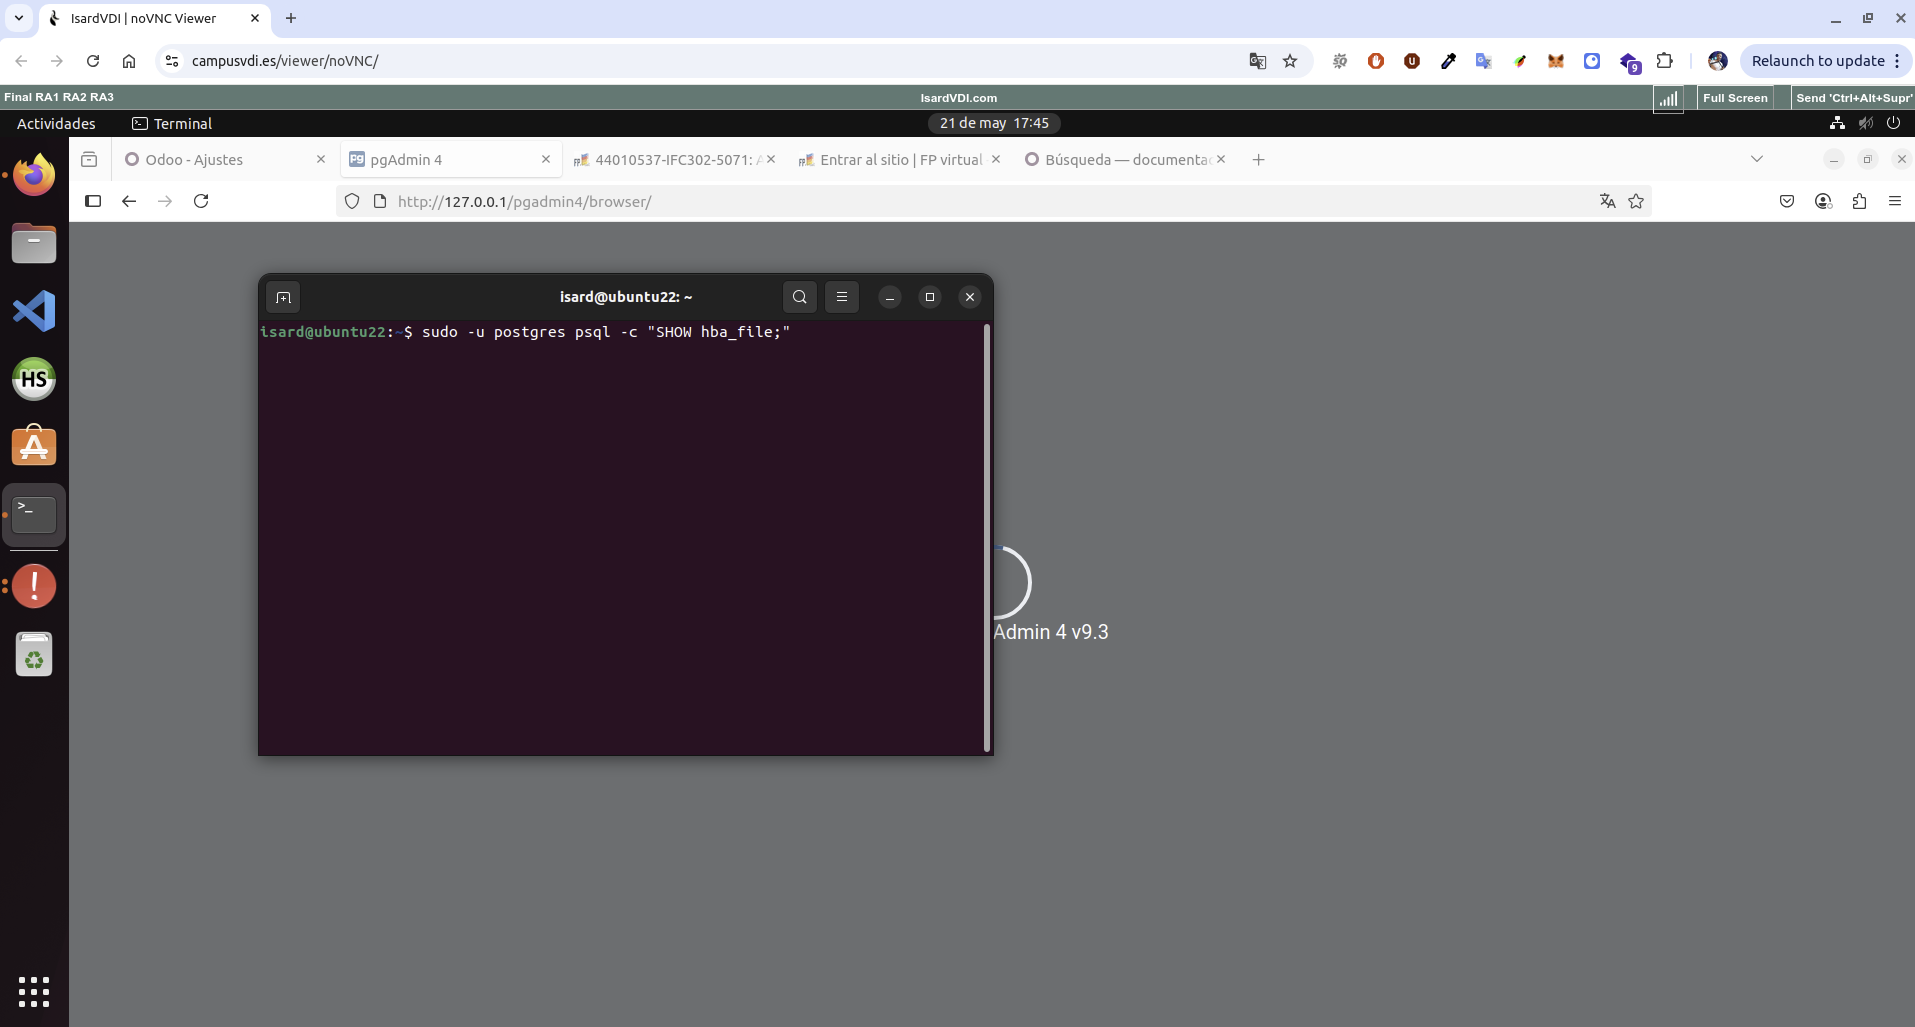 IsardVDI | noVNC Viewer
campusvdi.es/viewer/noVNC/
9
Relaunch to update
Final RA1 RA2 RA3
IsardVDI.com
Full Screen
Send 'Ctrl+Alt+Supr'
Actividades
Terminal
21 de may 17:45
Odoo - Ajustes
pgAdmin 4
44010537-IFC302-5071: A
Entrar al sitio | FP virtual
Búsqueda — documentac
http://127.0.0.1/pgadmin4/browser/
isard@ubuntu22: ~
isard@ubuntu22:~$ sudo -u postgres psql -c "SHOW hba_file;"
HS
Admin 4 v9.3